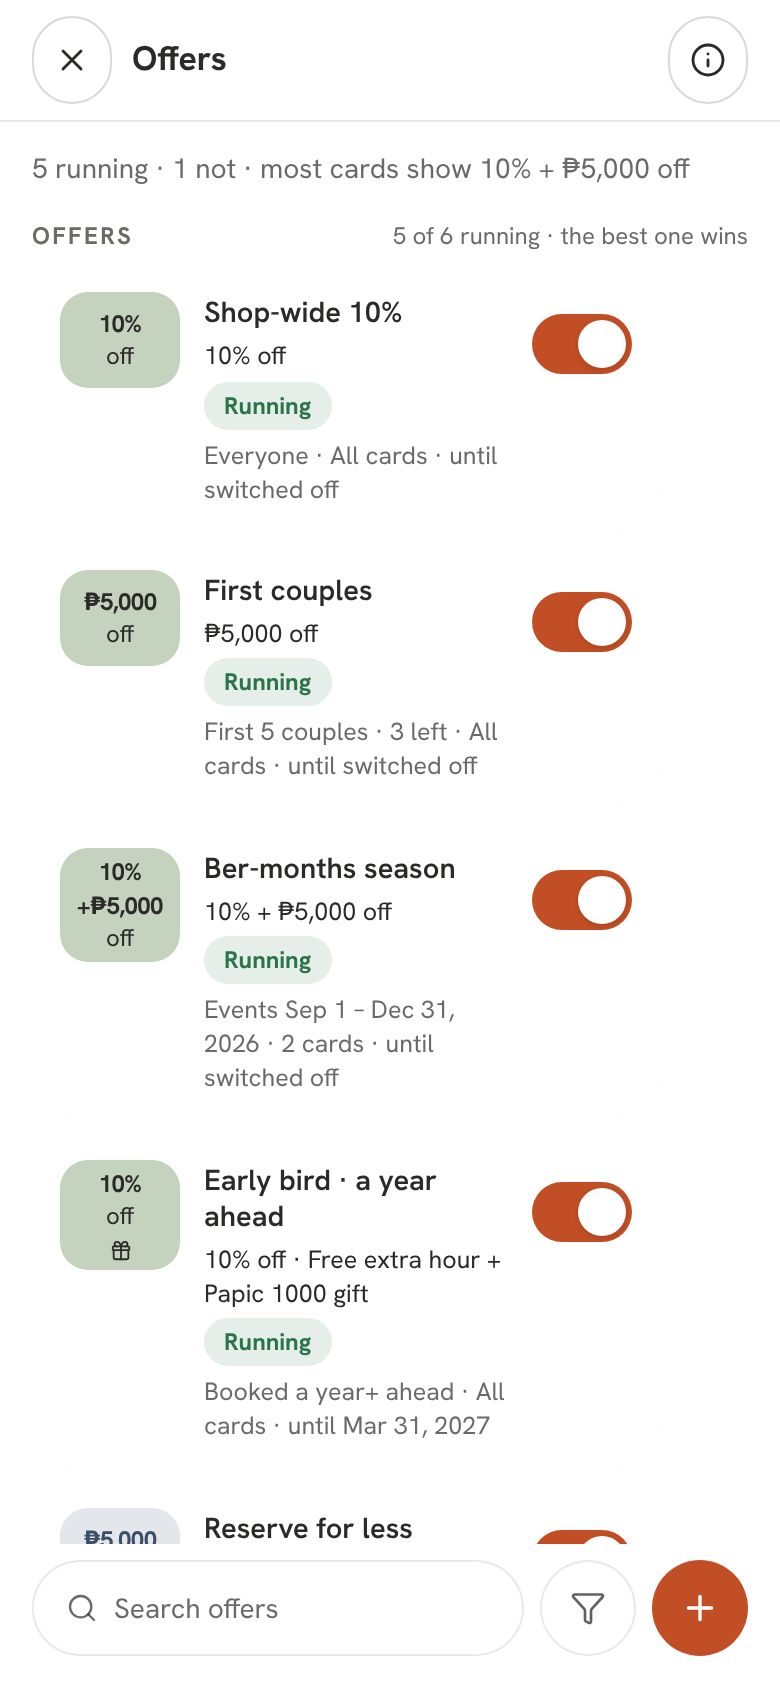 Offers
5 running · 1 not · most cards show 10% + ₱5,000 off
OFFERS
5 of 6 running · the best one wins
10%
off
Shop-wide 10%
10% off
Running
Everyone · All cards · until
switched off
₱5,000
off
First couples
₱5,000 off
Running
First 5 couples · 3 left · All
cards · until switched off
10%
+₱5,000
off
Ber-months season
10% + ₱5,000 off
Running
Events Sep 1 – Dec 31,
2026 · 2 cards · until
switched off
10%
off
Early bird · a year
ahead
10% off · Free extra hour +
Papic 1000 gift
Running
Booked a year+ ahead · All
cards · until Mar 31, 2027
₱5,000
Reserve for less
Search offers